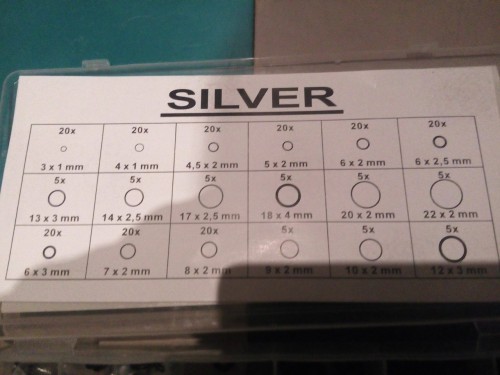 SILVER
20x 20x 20x 20x 20x 20x
3 x 1 mm 4 x 1 mm 4,5 x 2 mm 5 x 2 mm 6 x 2 mm 6 x 2,5 mm
5x 5x 5x 5x 5x 5x
13 x 3 mm 14 x 2,5 mm 17 x 2,5 mm 18 x 4 mm 20 x 2 mm 22 x 2 mm
20x 20x 20x 5x 5x 5x
6 x 3 mm 7 x 2 mm 8 x 2 mm 9 x 2 mm 10 x 2 mm 12 x 3 mm